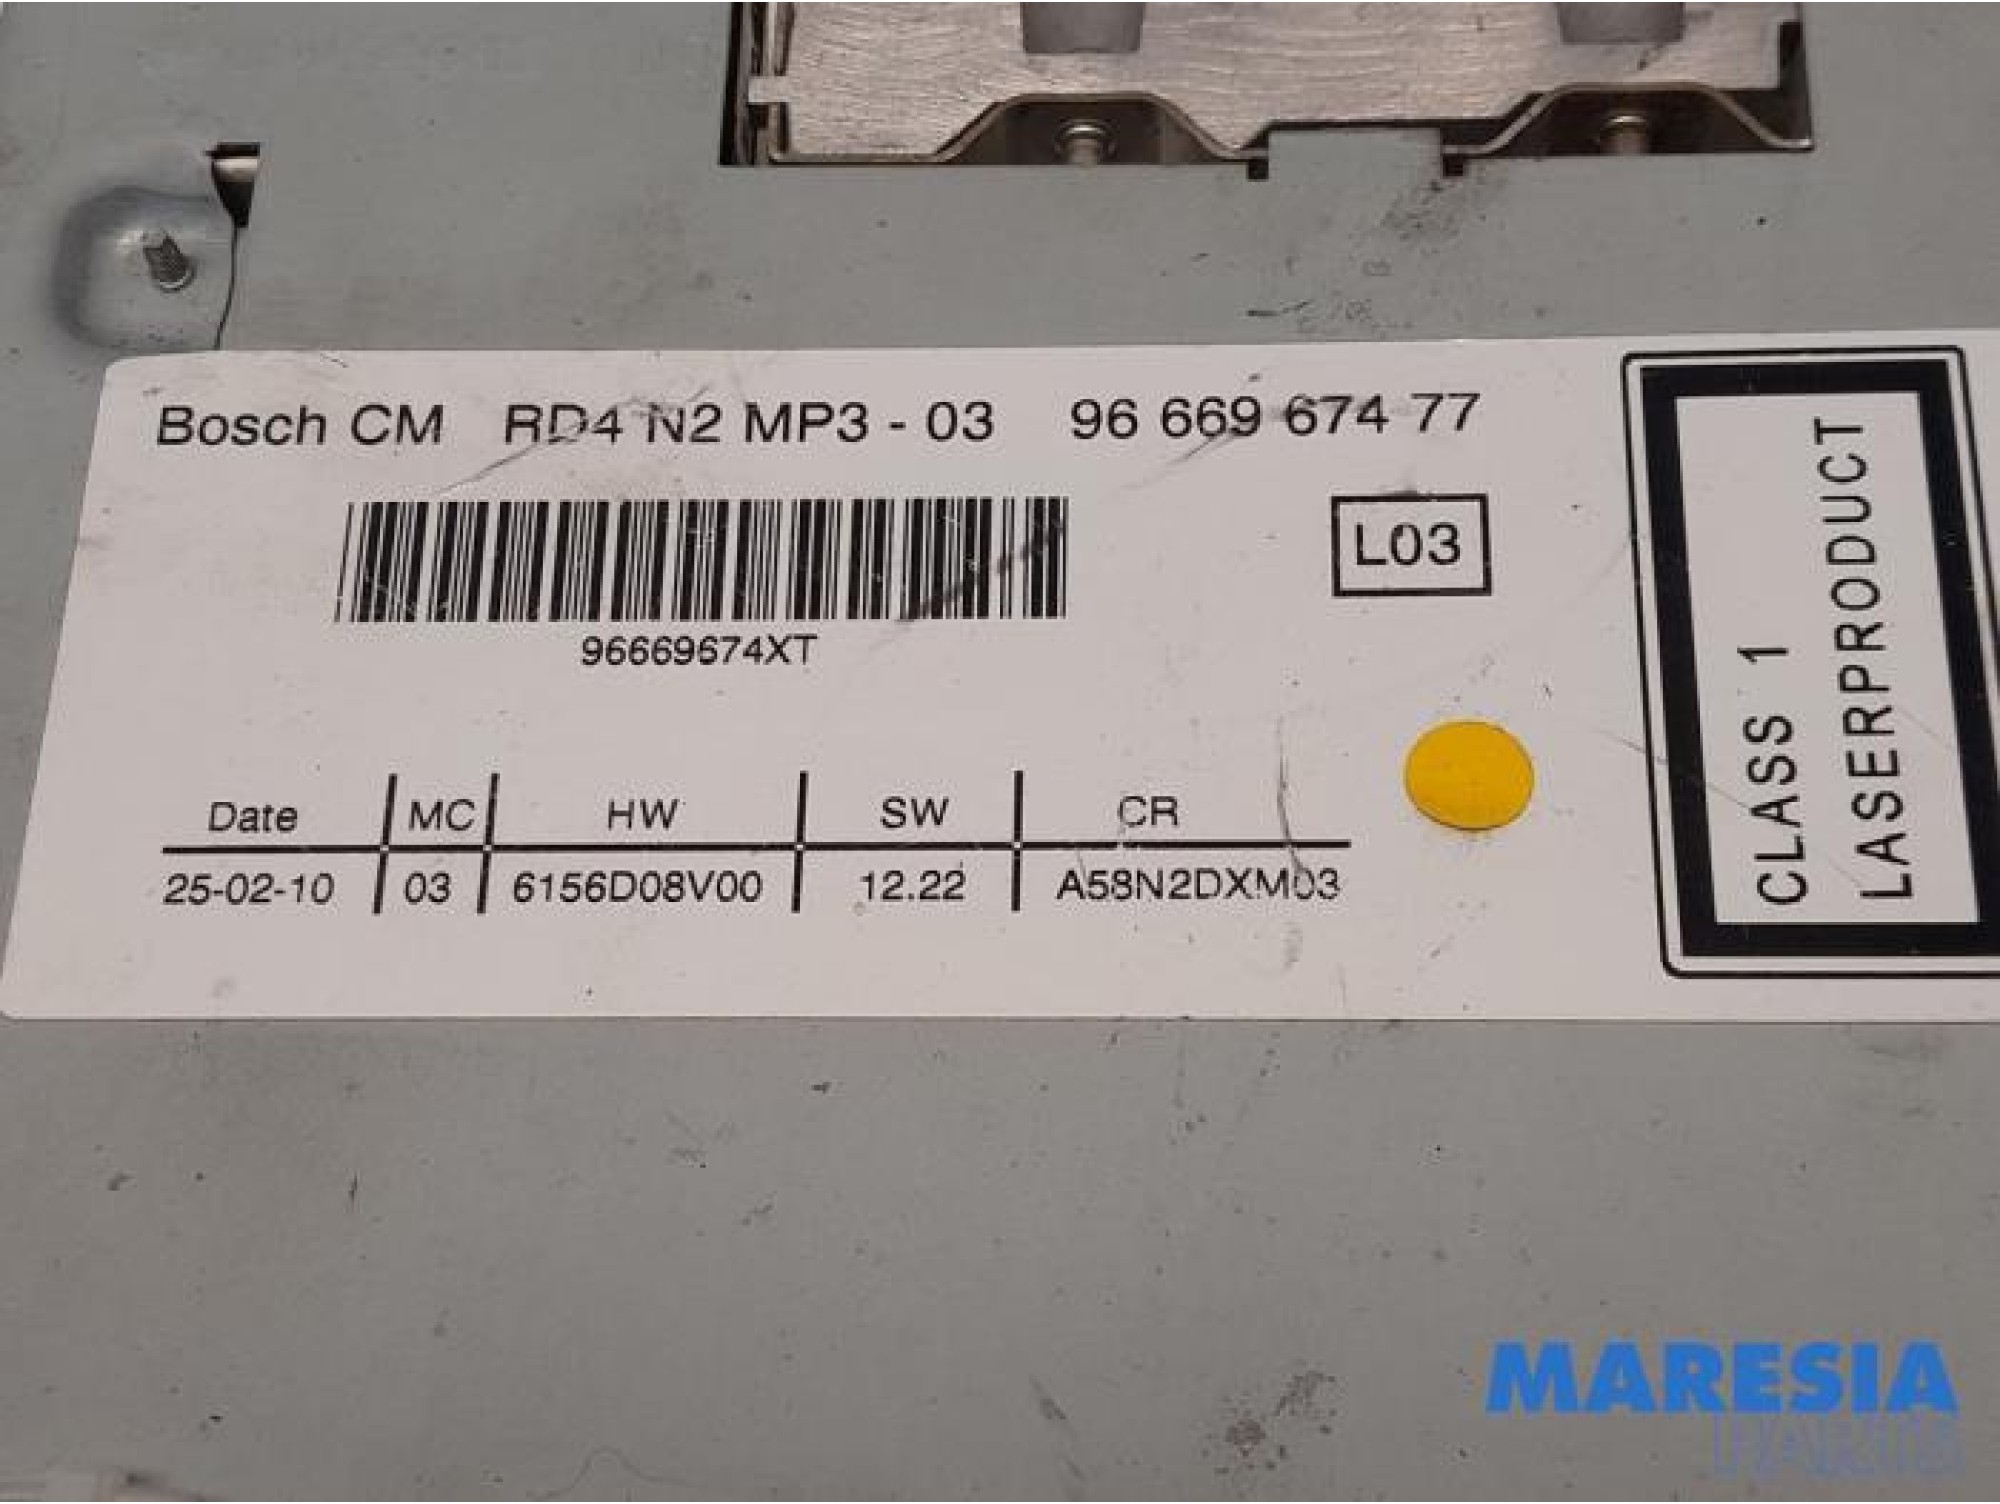 Bosch CM RD4 N2 MP3 - 03 96 669 674 77
L03
96669674XT
Date MC HW SW CR
25-02-10 03 6156D08V00 12.22 A58N2DXM03
CLASS 1
LASERPRODUCT
MARESIA
PARTS